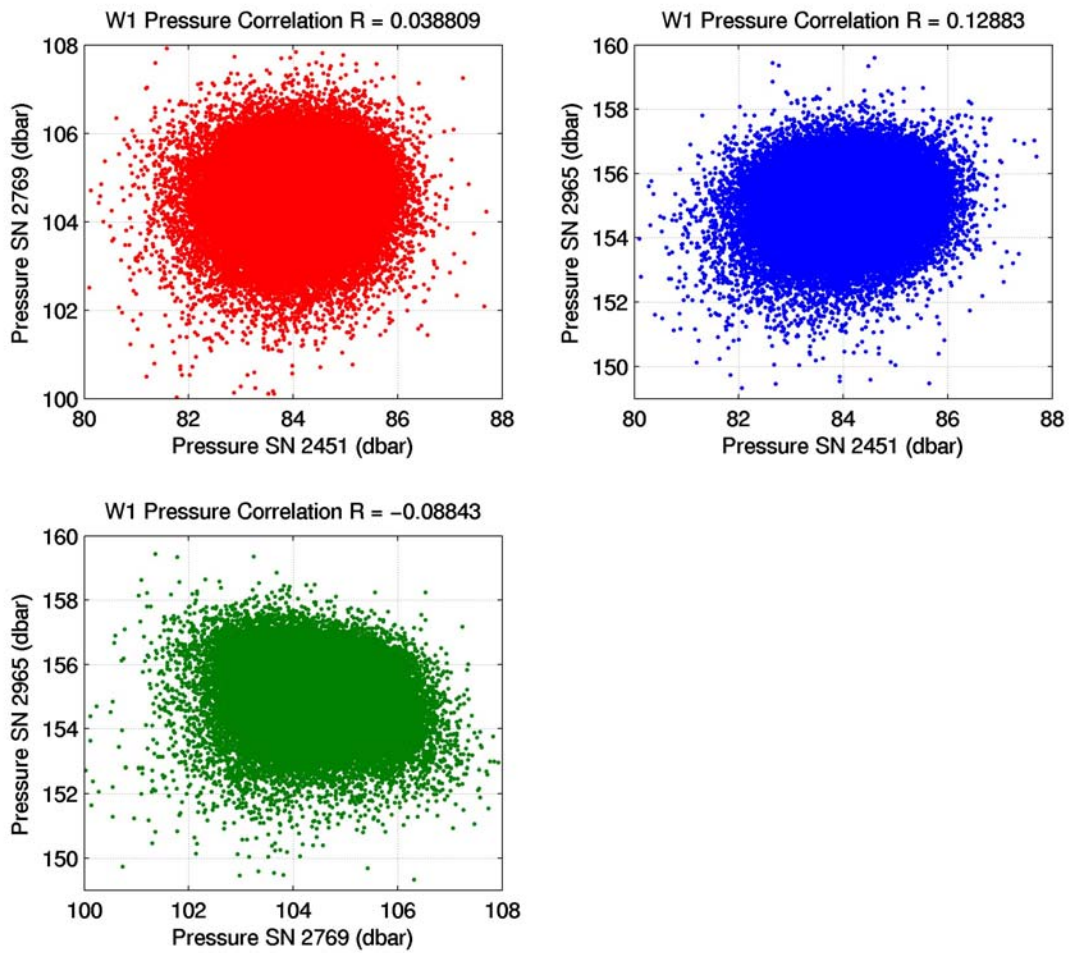 W1 Pressure Correlation R = 0.038809
108
106
104
102
100
Pressure SN 2769 (dbar)
80 82 84 86 88
Pressure SN 2451 (dbar)
W1 Pressure Correlation R = 0.12883
160
158
156
154
152
150
Pressure SN 2965 (dbar)
80 82 84 86 88
Pressure SN 2451 (dbar)
W1 Pressure Correlation R = −0.08843
160
158
156
154
152
150
Pressure SN 2965 (dbar)
100 102 104 106 108
Pressure SN 2769 (dbar)